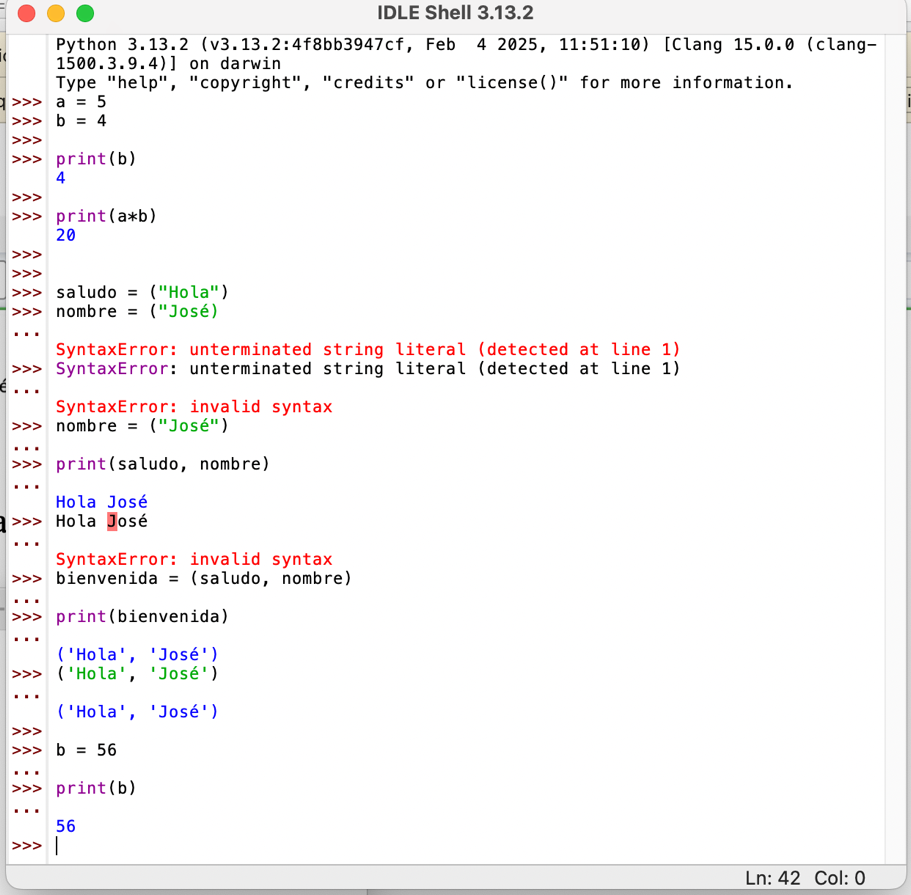 IDLE Shell 3.13.2
Python 3.13.2 (v3.13.2:4f8bb3947cf, Feb  4 2025, 11:51:10) [Clang 15.0.0 (clang-
1500.3.9.4)] on darwin
Type "help", "copyright", "credits" or "license()" for more information.
>>> a = 5
>>> b = 4
>>>
>>> print(b)
4
>>>
>>> print(a*b)
20
>>>
>>>
>>> saludo = ("Hola")
>>> nombre = ("José)
...
SyntaxError: unterminated string literal (detected at line 1)
>>> SyntaxError: unterminated string literal (detected at line 1)
...
SyntaxError: invalid syntax
>>> nombre = ("José")
...
>>> print(saludo, nombre)
...
Hola José
>>> Hola José
...
SyntaxError: invalid syntax
>>> bienvenida = (saludo, nombre)
...
>>> print(bienvenida)
...
('Hola', 'José')
>>> ('Hola', 'José')
...
('Hola', 'José')
>>>
>>> b = 56
...
>>> print(b)
...
56
>>>
Ln: 42  Col: 0